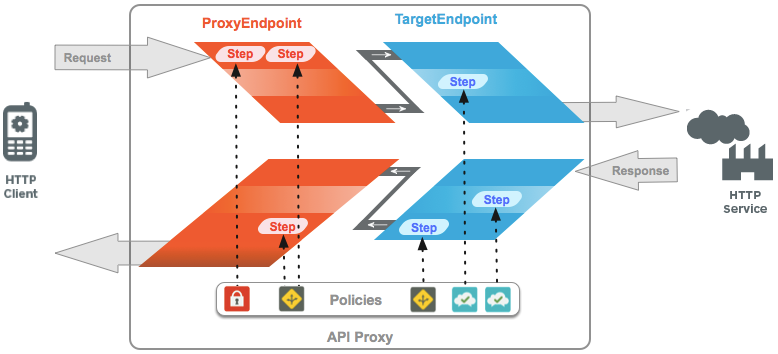 ProxyEndpoint
TargetEndpoint
Request
Step Step
Step
HTTP
Client
Response
HTTP
Service
Step
Step
Step
Policies
API Proxy